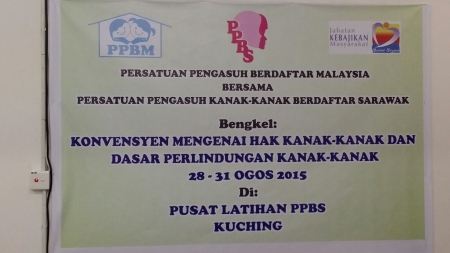 PPBM
PPBS
Jabatan
KEBAJIKAN
Masyarakat
PERSATUAN PENGASUH BERDAFTAR MALAYSIA
BERSAMA
PERSATUAN PENGASUH KANAK-KANAK BERDAFTAR SARAWAK
Bengkel:
KONVENSYEN MENGENAI HAK KANAK-KANAK DAN
DASAR PERLINDUNGAN KANAK-KANAK
28 - 31 OGOS 2015
Di:
PUSAT LATIHAN PPBS
KUCHING